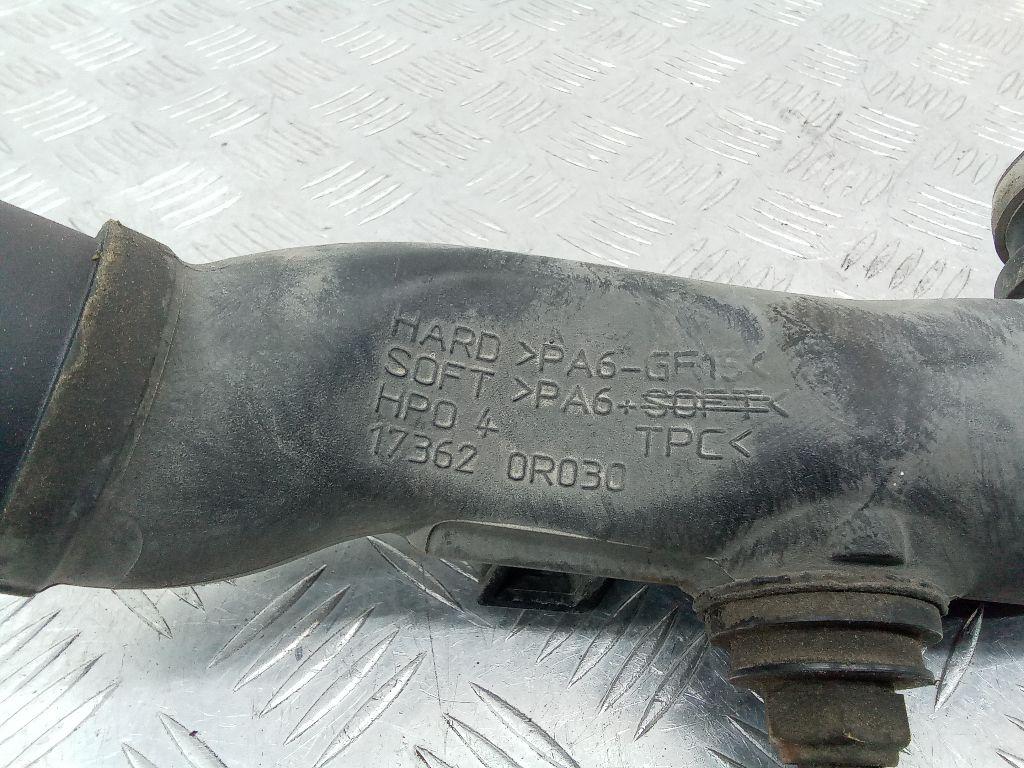 HARD >PA6-GF15<
SOFT >PA6+SOFT<
HPO 4 TPC<
17362 0R030